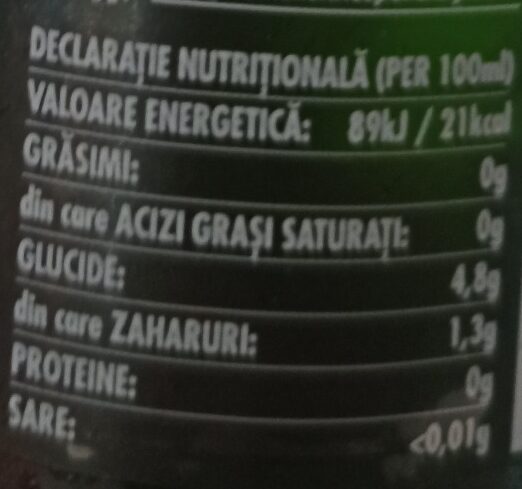 DECLARAȚIE NUTRIȚIONALĂ (PER 100ml)
VALOARE ENERGETICĂ: 89kJ / 21kcal
GRĂSIMI: 0g
din care ACIZI GRAȘI SATURAȚI: 0g
GLUCIDE: 4,8g
din care ZAHARURI: 1,3g
PROTEINE: 0g
SARE: <0,01g